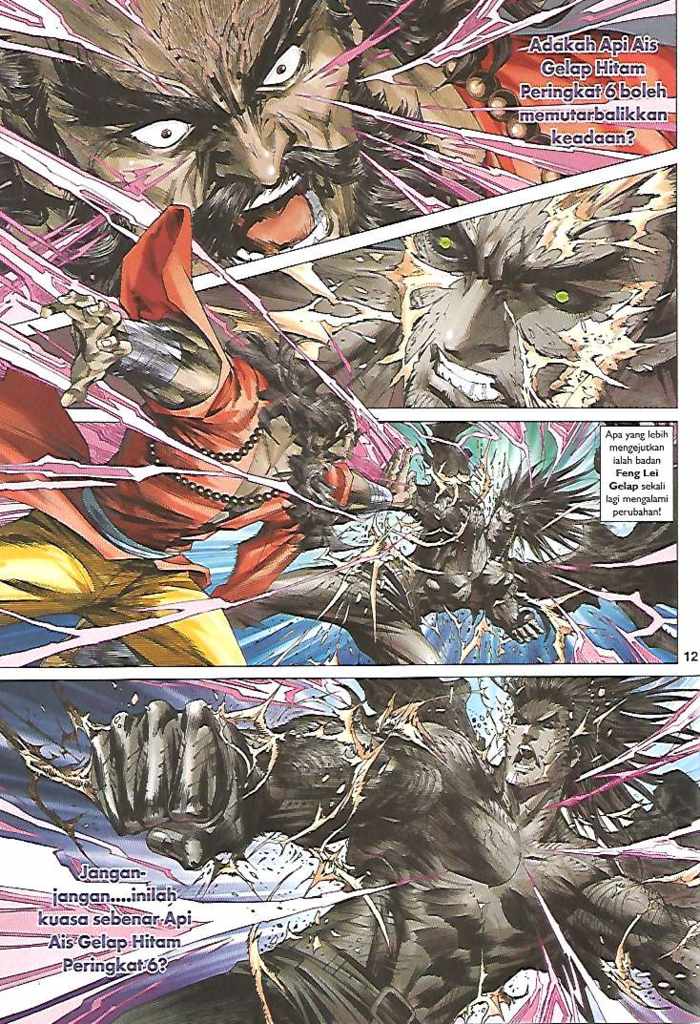 Adakah Api Ais
Gelap Hitam
Peringkat 6 boleh
memutarbalikkan
keadaan?
Apa yang lebih
mengejutkan
ialah badan
Feng Lei
Gelap sekali
lagi mengalami
perubahan!
12
Jangan-
jangan....inilah
kuasa sebenar Api
Ais Gelap Hitam
Peringkat 6?